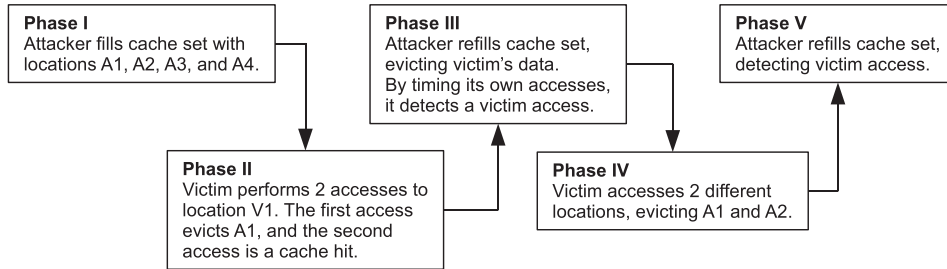 Phase I
Attacker fills cache set with
locations A1, A2, A3, and A4.
Phase II
Victim performs 2 accesses to
location V1. The first access
evicts A1, and the second
access is a cache hit.
Phase III
Attacker refills cache set,
evicting victim’s data.
By timing its own accesses,
it detects a victim access.
Phase IV
Victim accesses 2 different
locations, evicting A1 and A2.
Phase V
Attacker refills cache set,
detecting victim access.